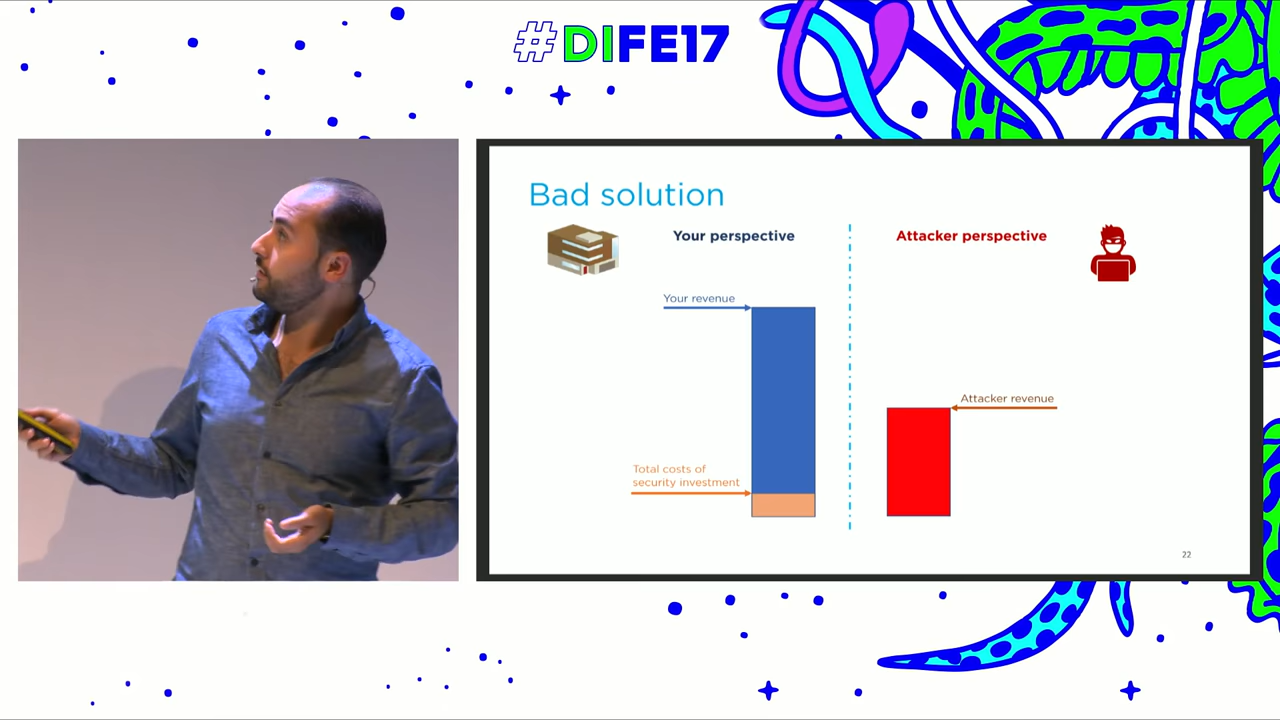 #DIFE17
Bad solution
Your perspective
Attacker perspective
Your revenue
Attacker revenue
Total costs of
security investment
22